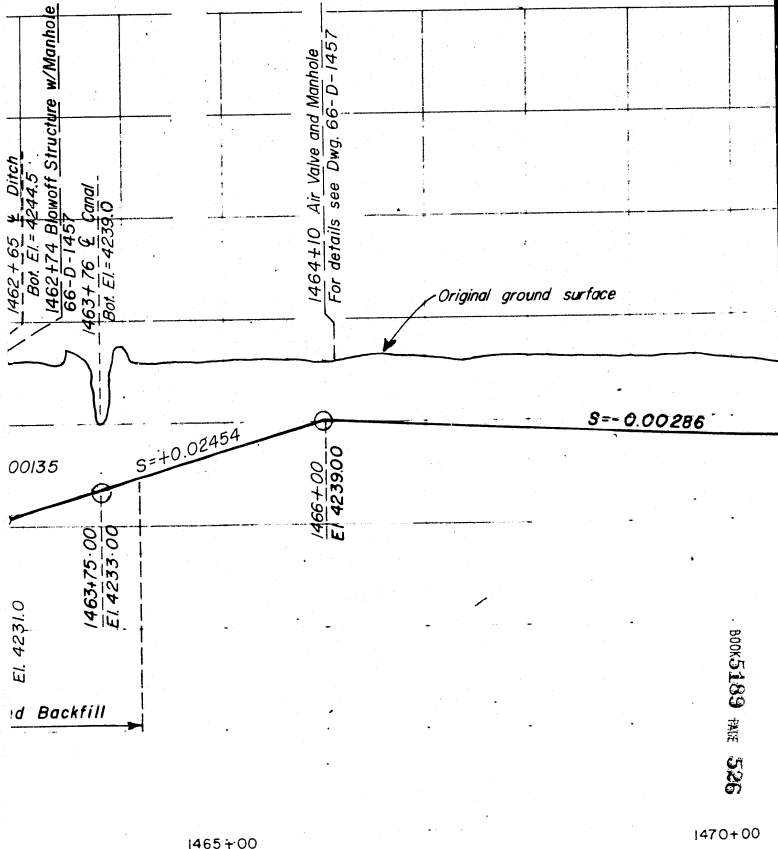 1462+65 ℄ Ditch
Bot. El.=4244.5
1462+74 Blowoff Structure w/Manhole
66-D-1457
1463+76 ℄ Canal
Bot. El.=4239.0
1464+10 Air Valve and Manhole
For details see Dwg. 66-D-1457
Original ground surface
S=-0.00286
00135
S=+0.02454
1463+75.00
El. 4233.00
1466+00
El. 4239.00
El. 4231.0
d Backfill
BOOK 5189 PAGE 526
1465+00
1470+00